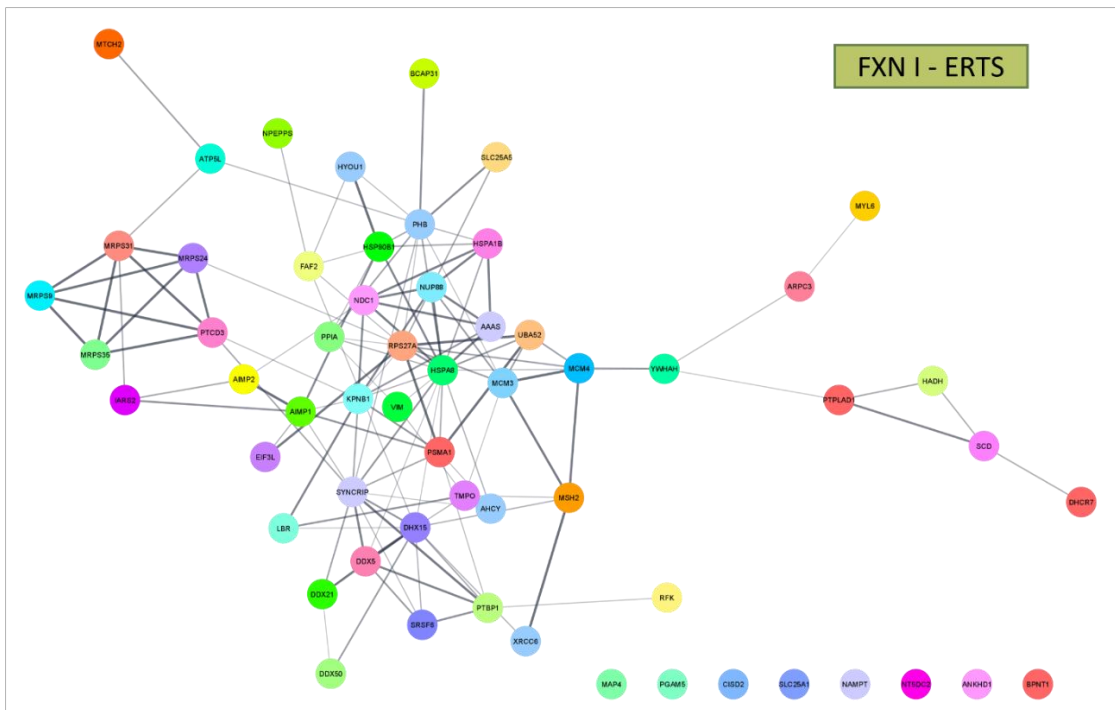 FXN I - ERTS
MTCH2
BCAP31
NPEPPS
ATP5L
HYOU1
SLC25A5
MYL6
PHB
MRPS31
MRPS24
HSP90B1
HSPA1B
FAF2
ARPC3
MRPS9
NDC1
NUP88
PTCD3
PPIA
RPS27A
AAAS
UBA52
MRPS35
HSPA8
MCM3
MCM4
YWHAH
AIMP2
HADH
IARS2
AIMP1
KPNB1
VIM
PTPLAD1
EIF3L
PSMA1
SCD
SYNCRIP
TMPO
AHCY
MSH2
DHCR7
LBR
DHX15
DDX5
DDX21
PTBP1
RFK
SRSF6
XRCC6
DDX50
MAP4 PGAM5 CISD2 SLC25A1 NAMPT NT5DC2 ANKHD1 BPNT1